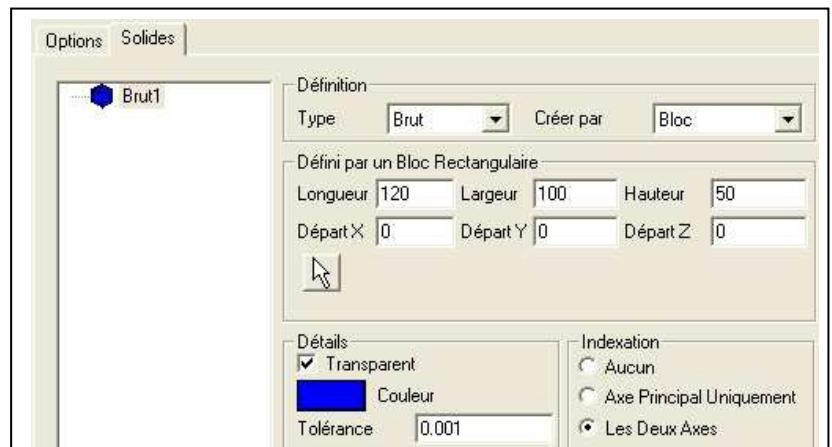 Options Solides
Brut1
Définition
Type Brut Créer par Bloc
Défini par un Bloc Rectangulaire
Longueur 120 Largeur 100 Hauteur 50
Départ X 0 Départ Y 0 Départ Z 0
Détails
Transparent
Couleur
Tolérance 0.001
Indexation
Aucun
Axe Principal Uniquement
Les Deux Axes